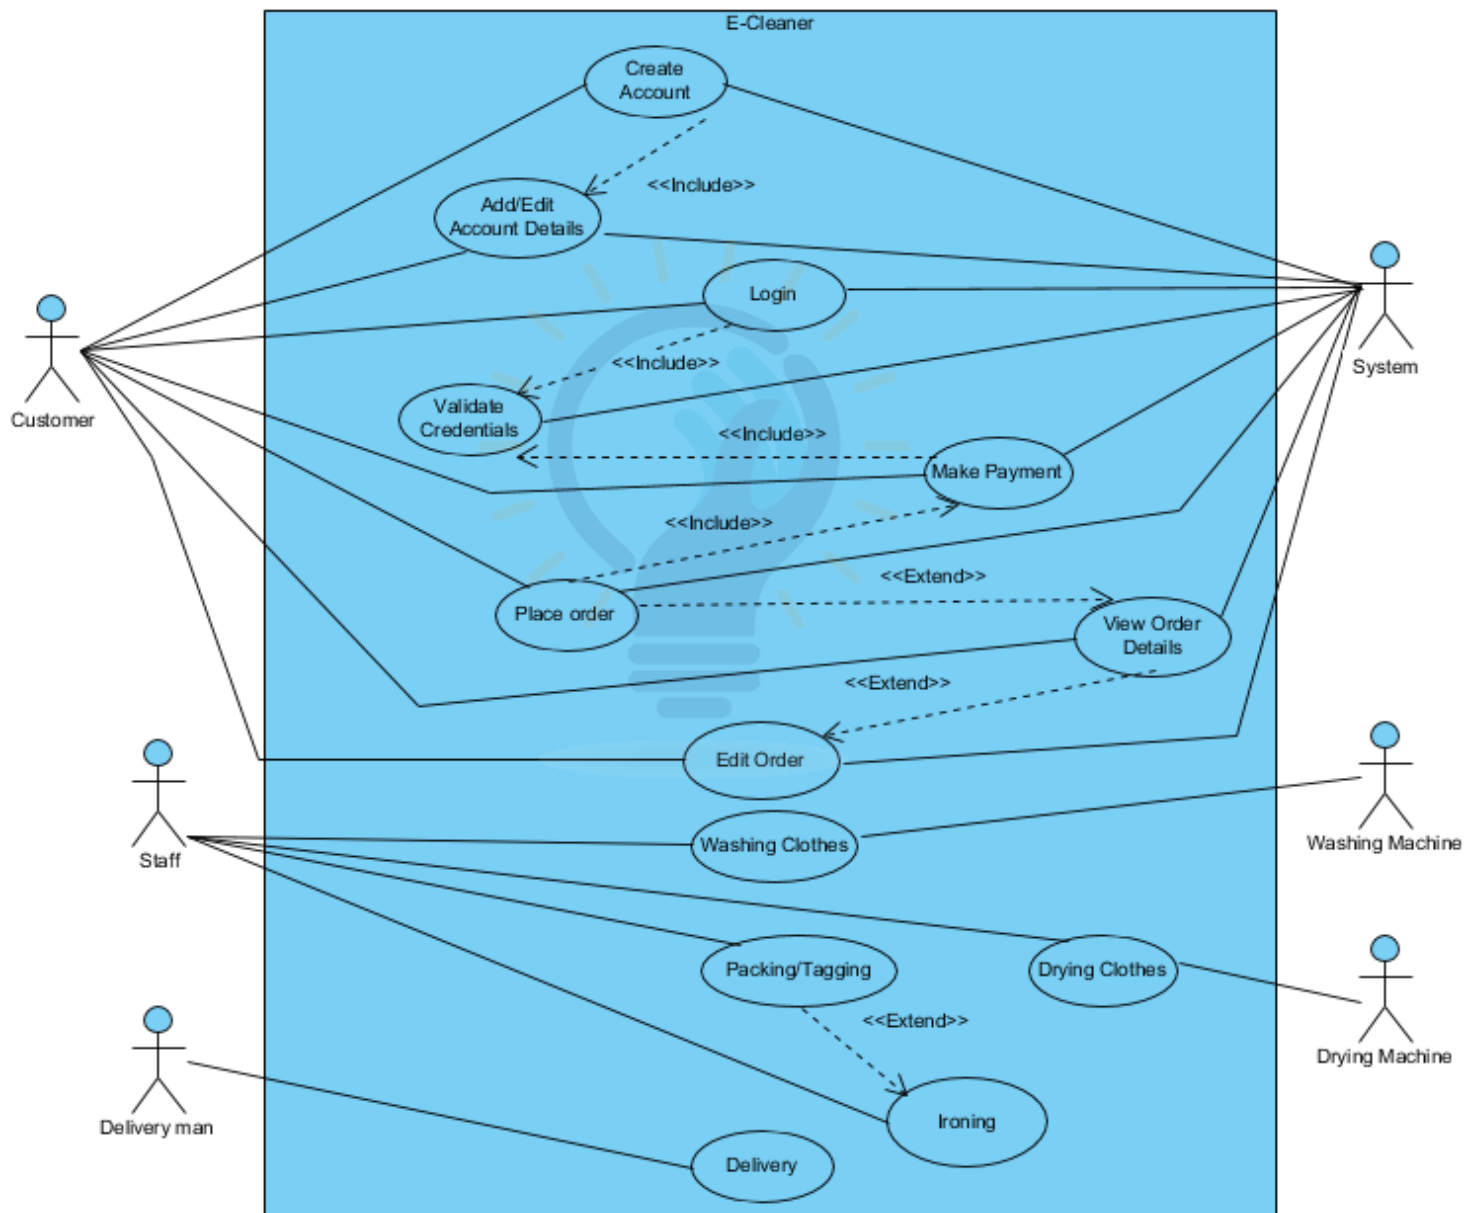 E-Cleaner
Create
Account
<<Include>>
Add/Edit
Account Details
Login
<<Include>>
System
Customer
Validate
Credentials
<<Include>>
Make Payment
<<Include>>
<<Extend>>
Place order
View Order
Details
<<Extend>>
Edit Order
Washing Clothes
Washing Machine
Staff
Packing/Tagging
Drying Clothes
<<Extend>>
Drying Machine
Ironing
Delivery man
Delivery